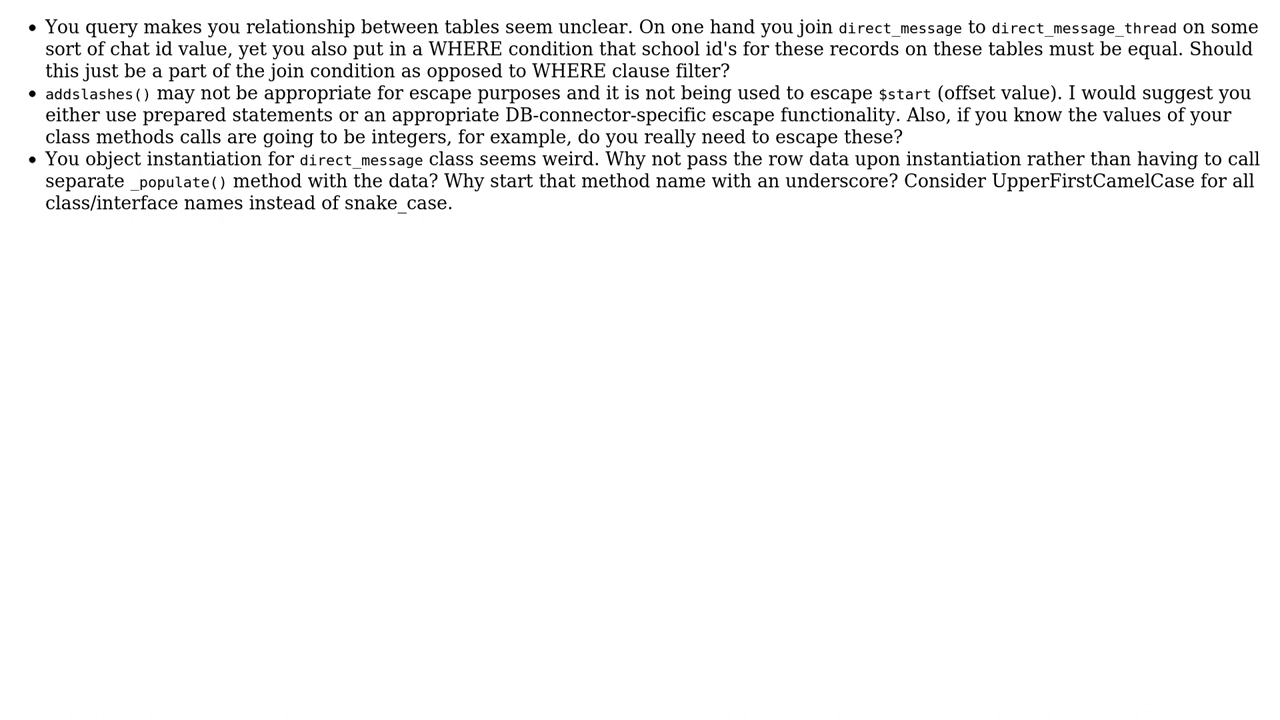 • You query makes you relationship between tables seem unclear. On one hand you join direct_message to direct_message_thread on some
sort of chat id value, yet you also put in a WHERE condition that school id's for these records on these tables must be equal. Should
this just be a part of the join condition as opposed to WHERE clause filter?
• addslashes() may not be appropriate for escape purposes and it is not being used to escape $start (offset value). I would suggest you
either use prepared statements or an appropriate DB-connector-specific escape functionality. Also, if you know the values of your
class methods calls are going to be integers, for example, do you really need to escape these?
• You object instantiation for direct_message class seems weird. Why not pass the row data upon instantiation rather than having to call
separate _populate() method with the data? Why start that method name with an underscore? Consider UpperFirstCamelCase for all
class/interface names instead of snake_case.